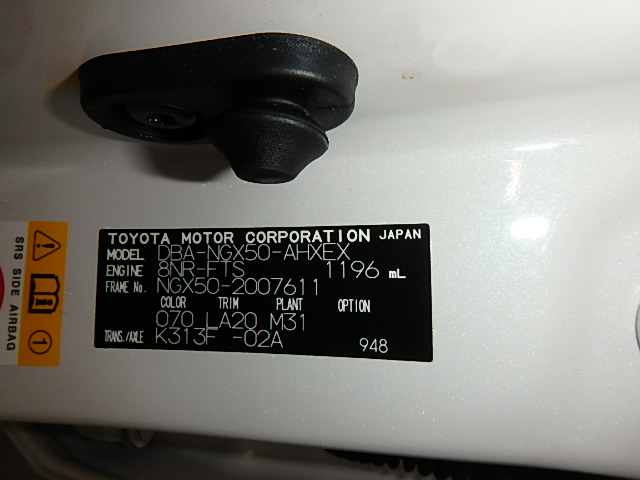 TOYOTA MOTOR CORPORATION JAPAN
MODEL DBA-NGX50-AHXEX
ENGINE 8NR-FTS 1196 mL
FRAME No. NGX50-2007611
COLOR TRIM PLANT OPTION
070 LA20 M31
TRANS./AXLE K313F -02A
948
SRS SIDE AIRBAG
1